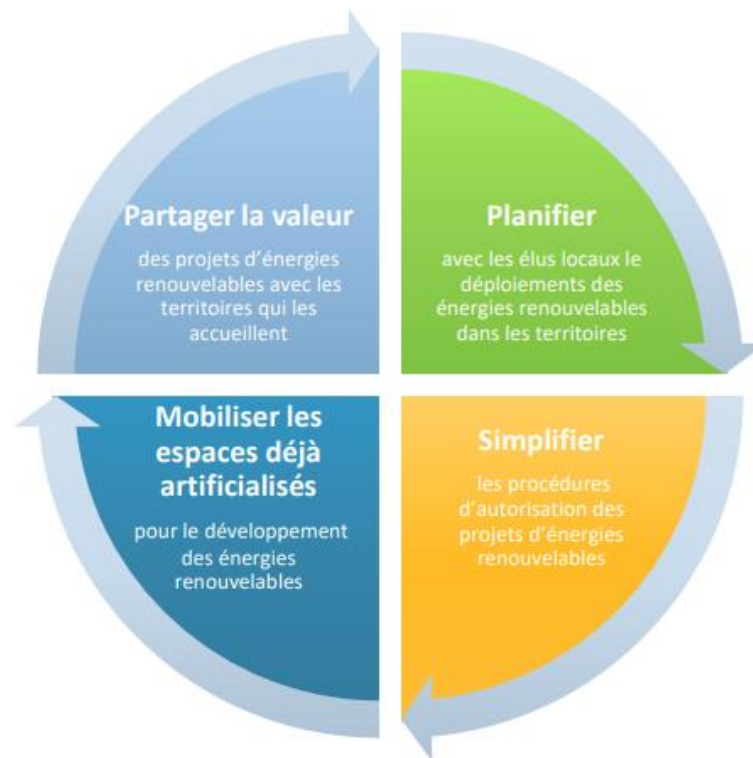 Partager la valeur
des projets d’énergies
renouvelables avec les
territoires qui les
accueillent
Planifier
avec les élus locaux le
déploiements des
énergies renouvelables
dans les territoires
Mobiliser les
espaces déjà
artificialisés
pour le développement
des énergies
renouvelables
Simplifier
les procédures
d’autorisation des
projets d’énergies
renouvelables